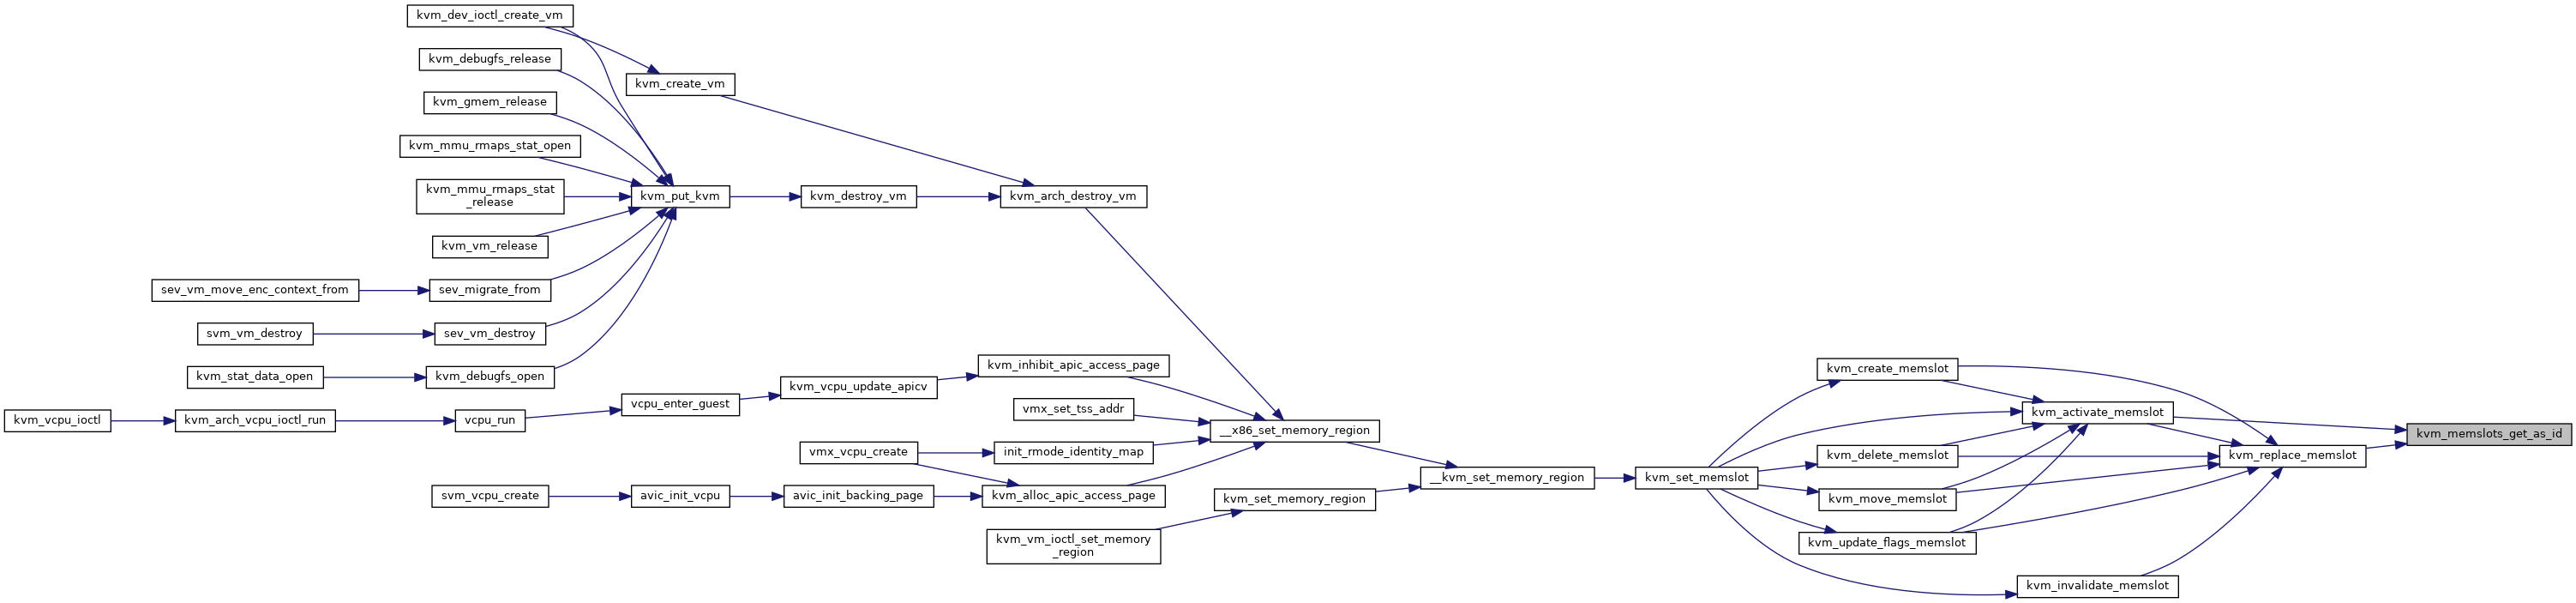 kvm_dev_ioctl_create_vm
kvm_debugfs_release
kvm_create_vm
kvm_gmem_release
kvm_mmu_rmaps_stat_open
kvm_mmu_rmaps_stat
_release
kvm_put_kvm
kvm_destroy_vm
kvm_arch_destroy_vm
kvm_vm_release
sev_vm_move_enc_context_from
sev_migrate_from
svm_vm_destroy
sev_vm_destroy
kvm_stat_data_open
kvm_debugfs_open
kvm_vcpu_update_apicv
kvm_inhibit_apic_access_page
kvm_create_memslot
kvm_vcpu_ioctl
kvm_arch_vcpu_ioctl_run
vcpu_run
vcpu_enter_guest
vmx_set_tss_addr
kvm_activate_memslot
__x86_set_memory_region
kvm_memslots_get_as_id
vmx_vcpu_create
init_rmode_identity_map
kvm_delete_memslot
kvm_replace_memslot
__kvm_set_memory_region
kvm_set_memslot
svm_vcpu_create
avic_init_vcpu
avic_init_backing_page
kvm_alloc_apic_access_page
kvm_set_memory_region
kvm_move_memslot
kvm_vm_ioctl_set_memory
_region
kvm_update_flags_memslot
kvm_invalidate_memslot